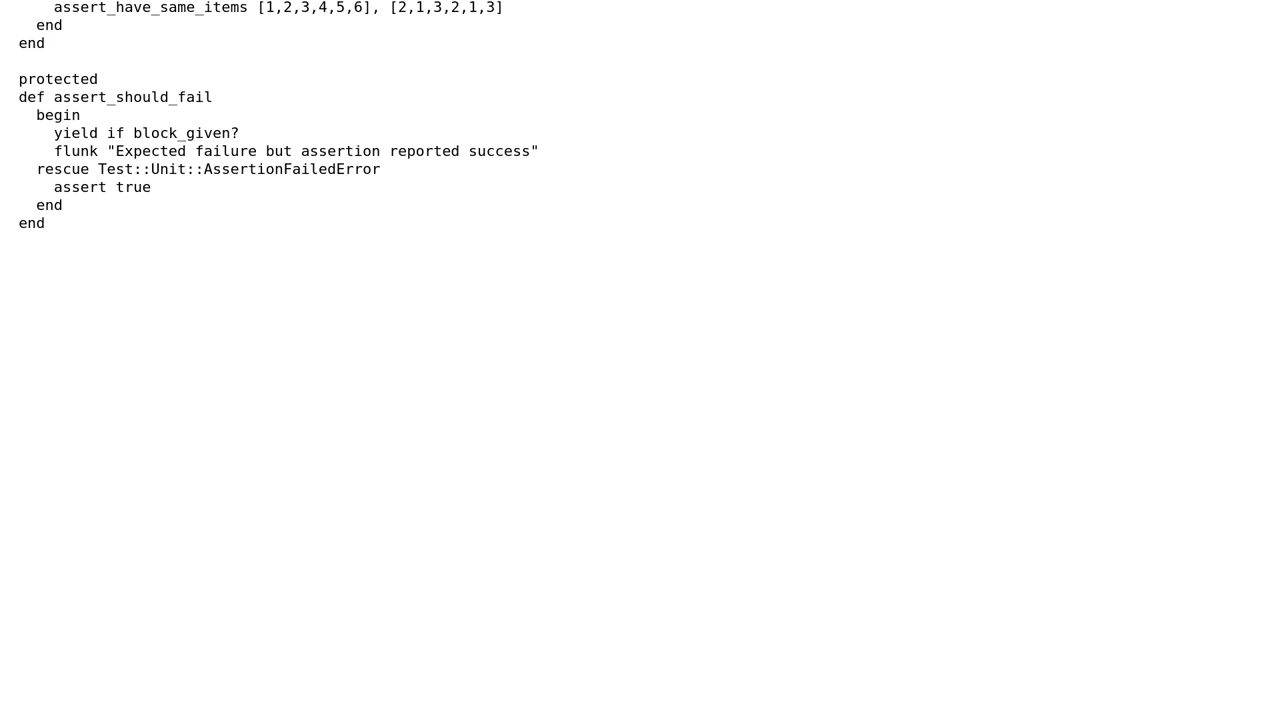 assert_have_same_items [1,2,3,4,5,6], [2,1,3,2,1,3]
  end
end

protected
def assert_should_fail
  begin
    yield if block_given?
    flunk "Expected failure but assertion reported success"
  rescue Test::Unit::AssertionFailedError
    assert true
  end
end